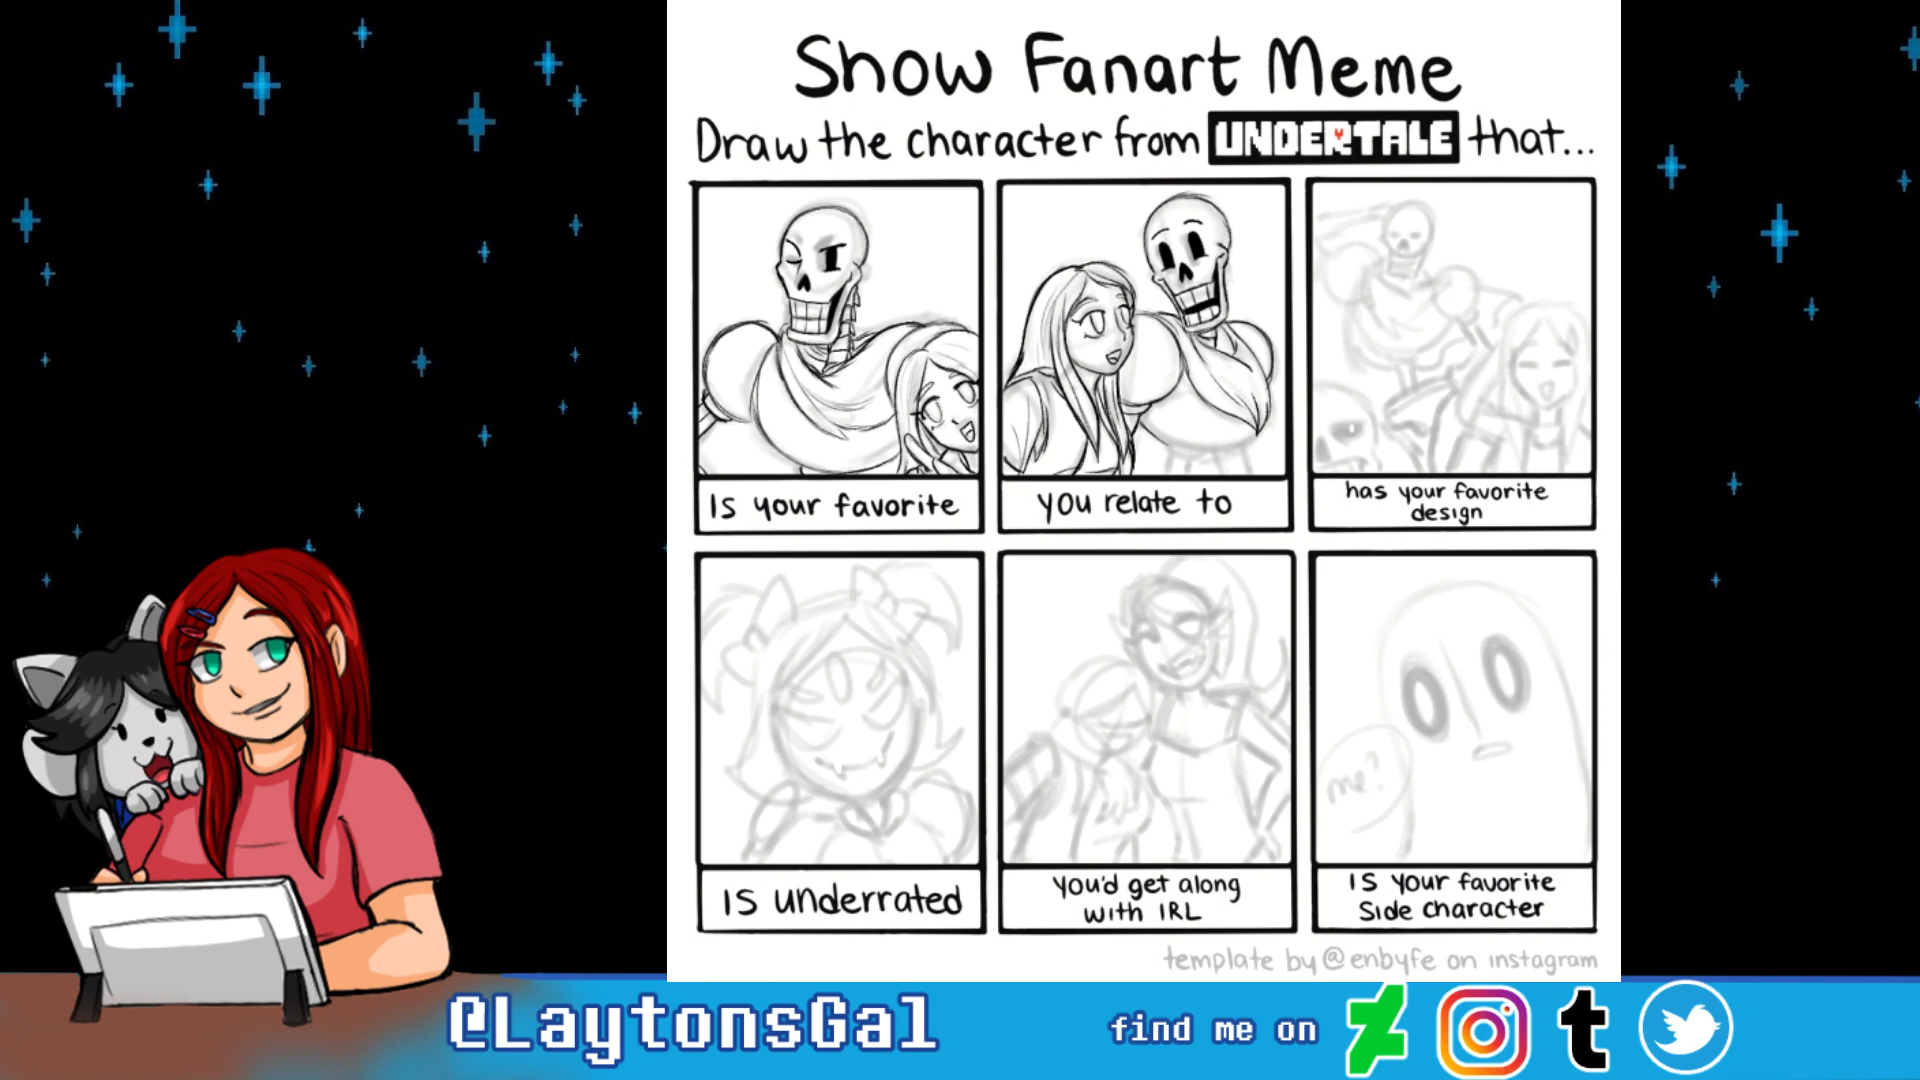 Show Fanart Meme
Draw the character from UNDERTALE that...
Is your favorite
you relate to
has your favorite
design
me?
Is underrated
you'd get along
with IRL
Is your favorite
Side character
template by @enbyfe on instagram
@LaytonsGal
find me on